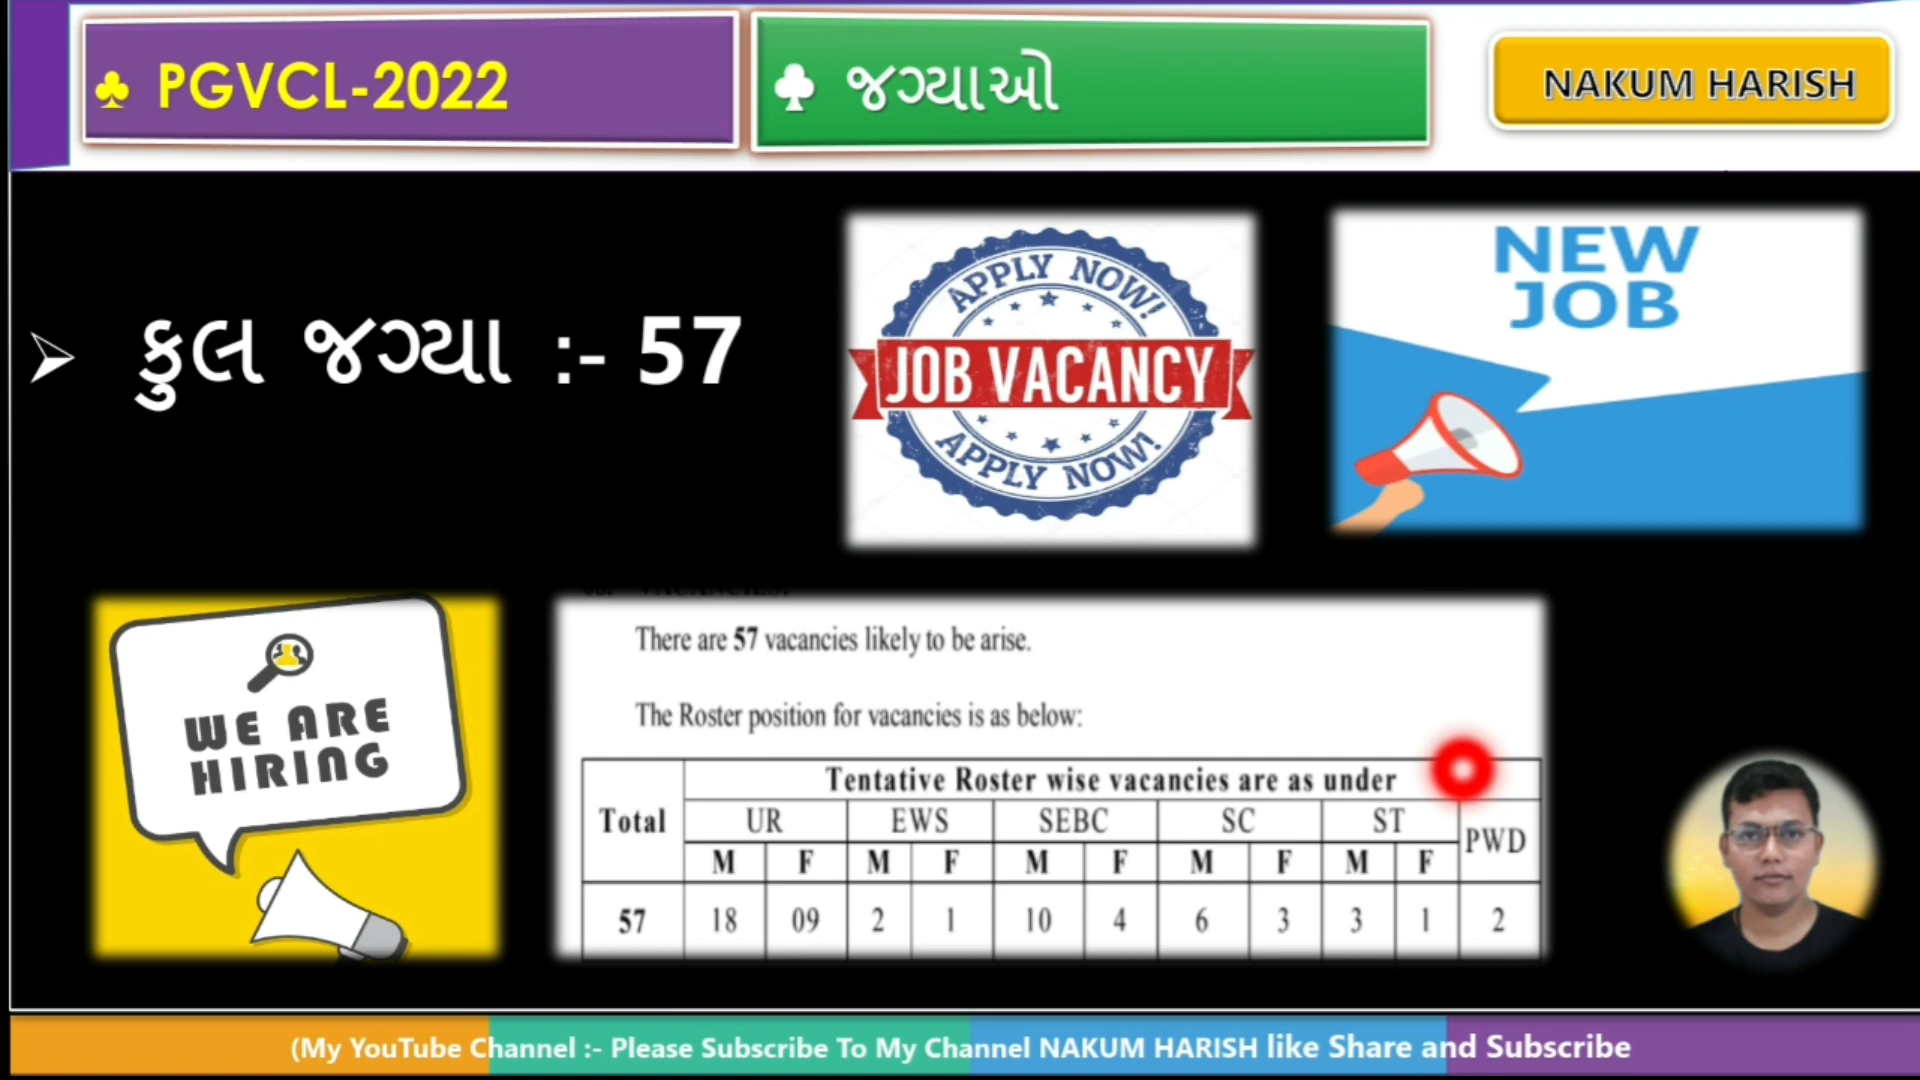 ♣ PGVCL-2022
♣ જગ્યાઓ
NAKUM HARISH
➢ કુલ જગ્યા :- 57
APPLY NOW!
JOB VACANCY
APPLY NOW!
NEW
JOB
WE ARE
HIRING
There are 57 vacancies likely to be arise.
The Roster position for vacancies is as below:
Total Tentative Roster wise vacancies are as under
UR EWS SEBC SC ST PWD
M F M F M F M F M F
57 18 09 2 1 10 4 6 3 3 1 2
(My YouTube Channel :- Please Subscribe To My Channel NAKUM HARISH like Share and Subscribe